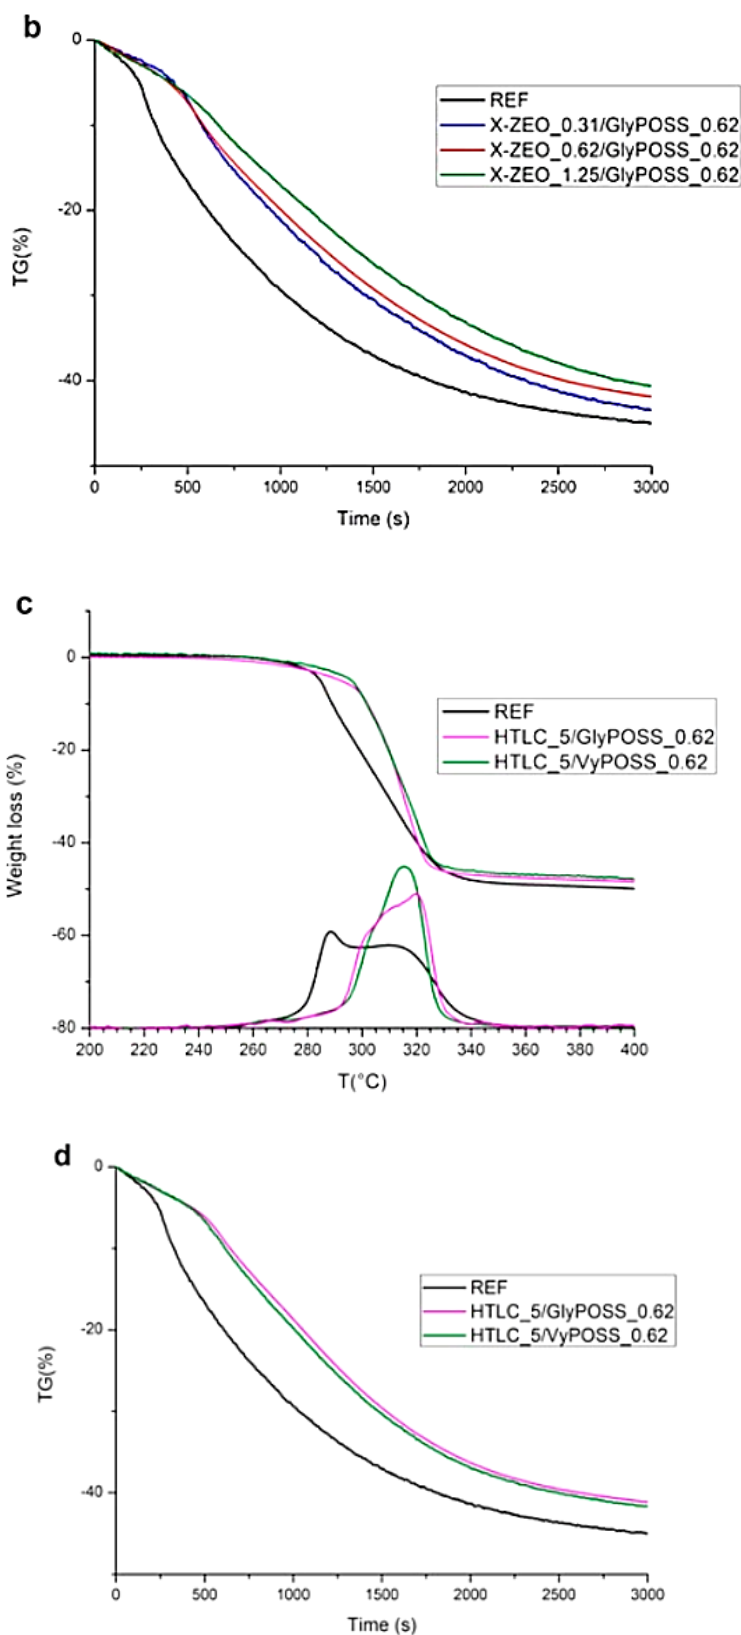 b
0
-20
-40
TG(%)
REF
X-ZEO_0.31/GlyPOSS_0.62
X-ZEO_0.62/GlyPOSS_0.62
X-ZEO_1.25/GlyPOSS_0.62
0 500 1000 1500 2000 2500 3000
Time (s)
c
0
-20
-40
-60
-80
Weight loss (%)
REF
HTLC_5/GlyPOSS_0.62
HTLC_5/VyPOSS_0.62
200 220 240 260 280 300 320 340 360 380 400
T(°C)
d
0
-20
-40
TG(%)
REF
HTLC_5/GlyPOSS_0.62
HTLC_5/VyPOSS_0.62
0 500 1000 1500 2000 2500 3000
Time (s)